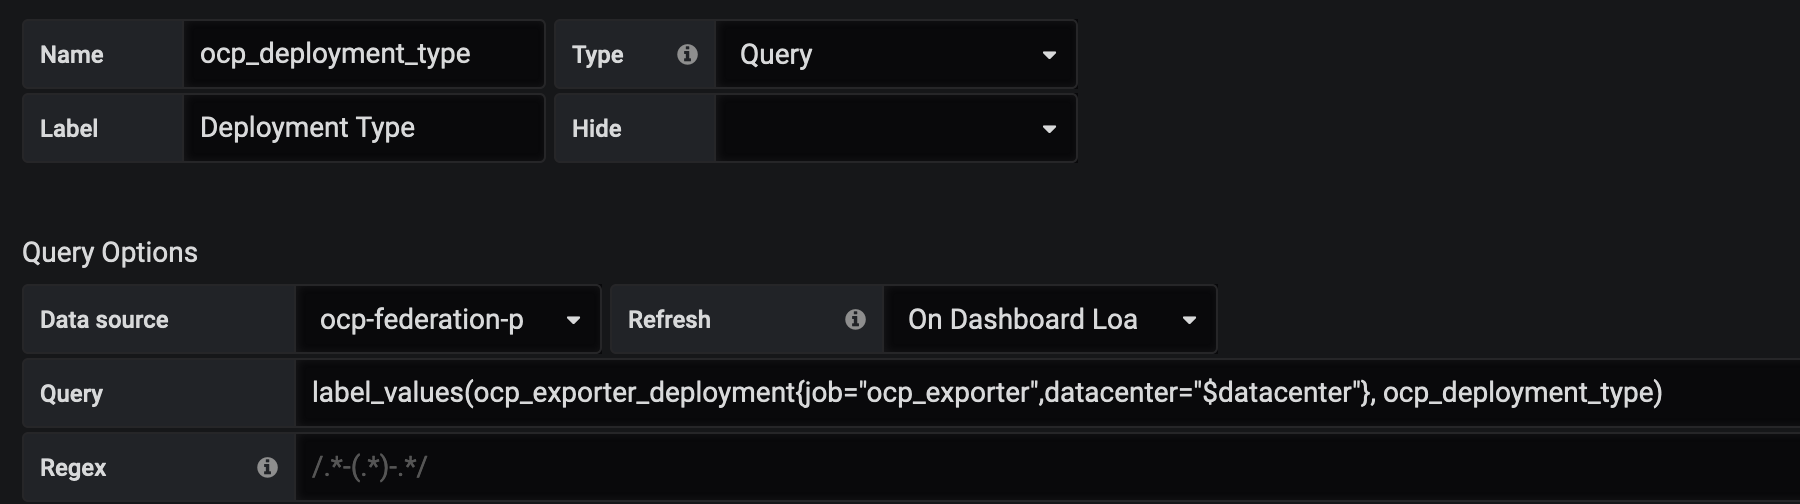 Name ocp_deployment_type Type Query
Label Deployment Type Hide
Query Options
Data source ocp-federation-p Refresh On Dashboard Loa
Query label_values(ocp_exporter_deployment{job="ocp_exporter",datacenter="$datacenter"}, ocp_deployment_type)
Regex /.*-(.*)-.*/